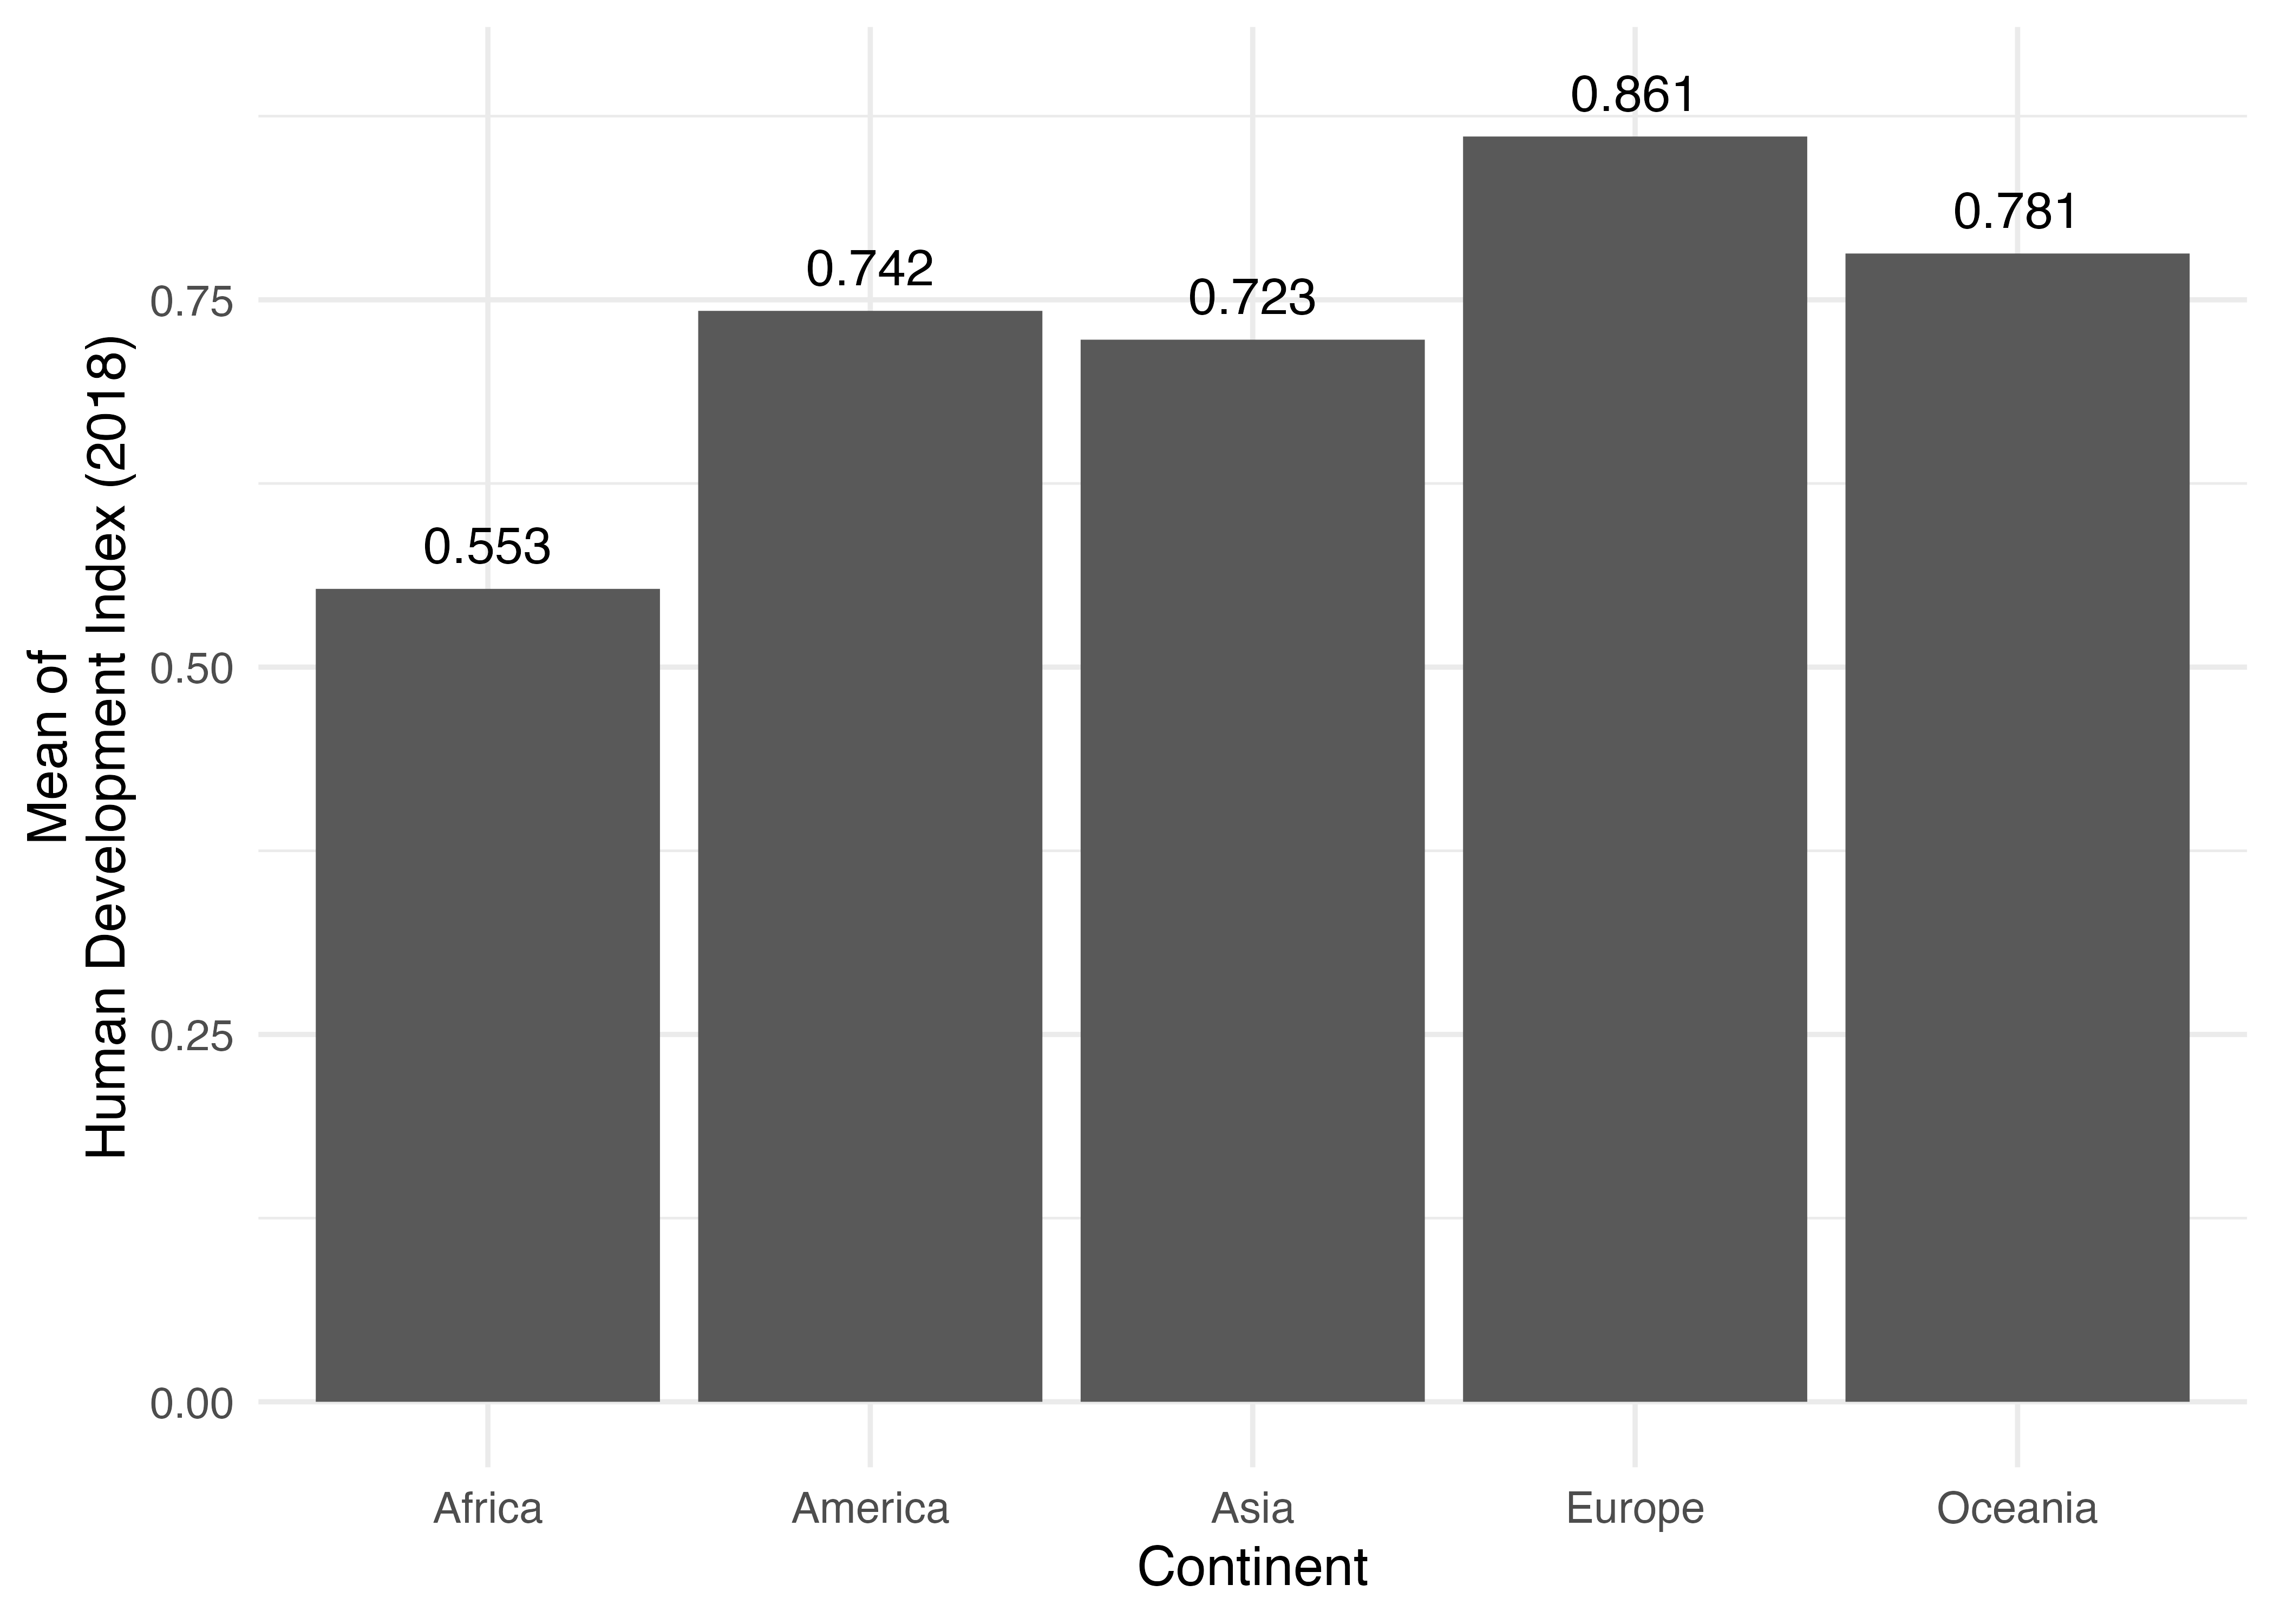 Mean of
Human Development Index (2018)
0.75
0.50
0.25
0.00
0.553
0.742
0.723
0.861
0.781
Africa
America
Asia
Europe
Oceania
Continent